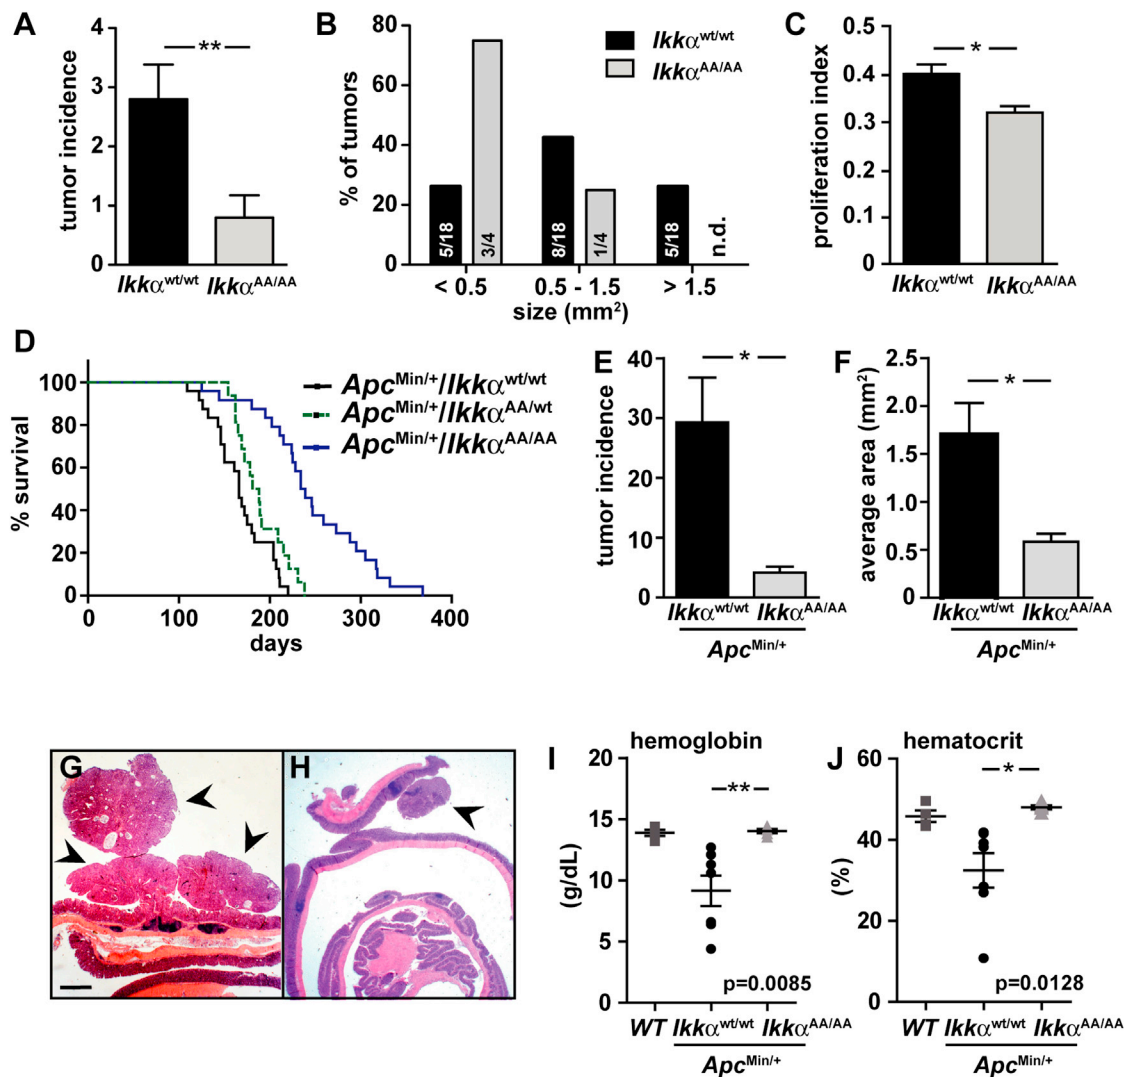 A
tumor incidence
4
3
2
1
0
**
Ikkα^wt/wt Ikkα^AA/AA
B
% of tumors
80
60
40
20
0
Ikkα^wt/wt
Ikkα^AA/AA
5/18 3/4 8/18 1/4 5/18 n.d.
< 0.5 0.5 - 1.5 > 1.5
size (mm²)
C
proliferation index
0.5
0.4
0.3
0.2
0.1
0
*
Ikkα^wt/wt Ikkα^AA/AA
D
% survival
100
80
60
40
20
0
0 100 200 300 400
days
Apc^Min/+/Ikkα^wt/wt
Apc^Min/+/Ikkα^AA/wt
Apc^Min/+/Ikkα^AA/AA
E
tumor incidence
40
30
20
10
0
*
Ikkα^wt/wt Ikkα^AA/AA
Apc^Min/+
F
average area (mm²)
2.5
2.0
1.5
1.0
0.5
0
*
Ikkα^wt/wt Ikkα^AA/AA
Apc^Min/+
G
H
I hemoglobin
(g/dL)
20
15
10
5
0
**
p=0.0085
WT Ikkα^wt/wt Ikkα^AA/AA
Apc^Min/+
J hematocrit
(%)
60
40
20
0
*
p=0.0128
WT Ikkα^wt/wt Ikkα^AA/AA
Apc^Min/+